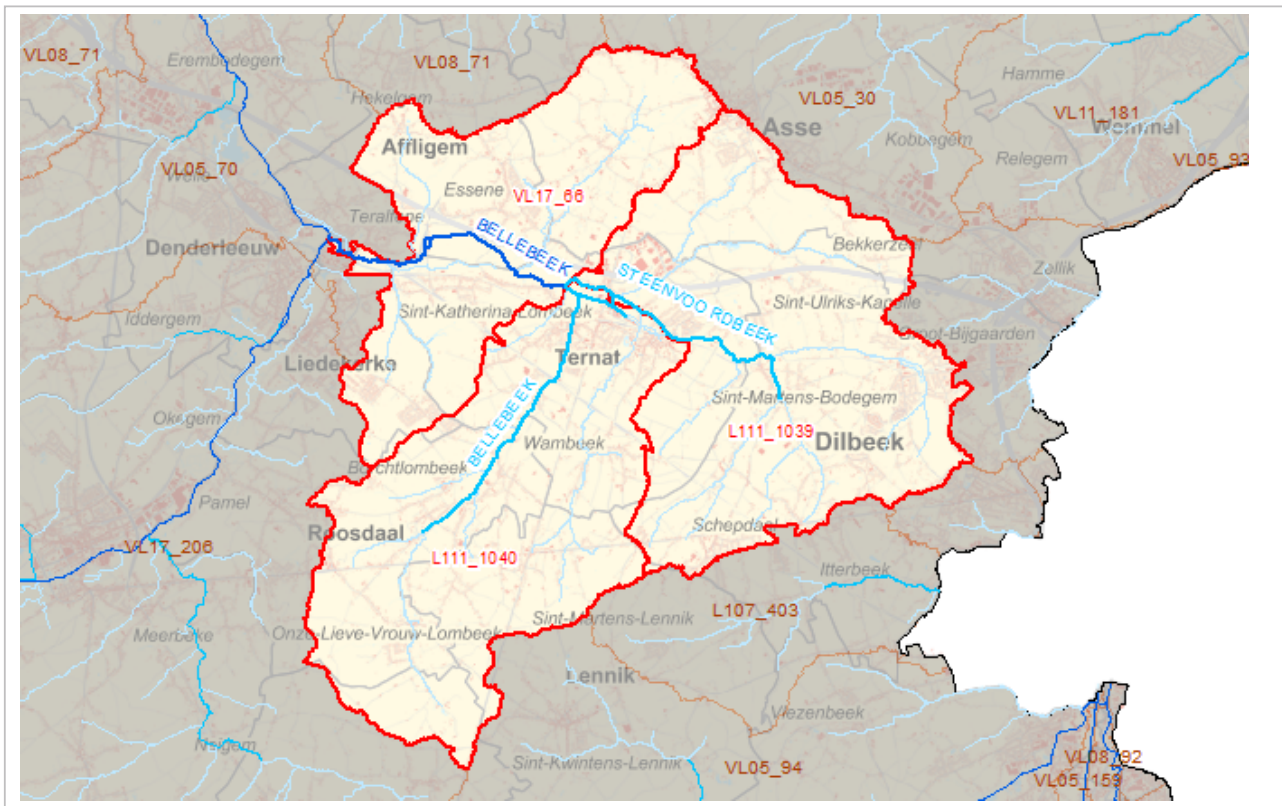 VL08_71
Erembodegem
VL08_71
Hekelgem
Hamme
VL05_30
VL11_181
Asse
Wemmel
Kobbegem
Affligem
Relegem
VL05_93
VL05_70
Welle
Essene
VL17_66
Teralfene
Denderleeuw
BELLEBEEK
Bekkerzeel
Zellik
STEENVOORDBEEK
Sint-Ulriks-Kapelle
Iddergem
Sint-Katherina-Lombeek
Groot-Bijgaarden
Liedekerke
Ternat
Sint-Martens-Bodegem
Okegem
BELLEBEEK
L111_1039
Dilbeek
Wambeek
Borchtlombeek
Pamel
Roosdaal
Schepdaal
VL17_206
L111_1040
Itterbeek
L107_403
Sint-Martens-Lennik
Meerbeke
Onze-Lieve-Vrouw-Lombeek
Lennik
Vlezenbeek
Neigem
Sint-Kwintens-Lennik
VL05_94
VL08_92
VL05_159